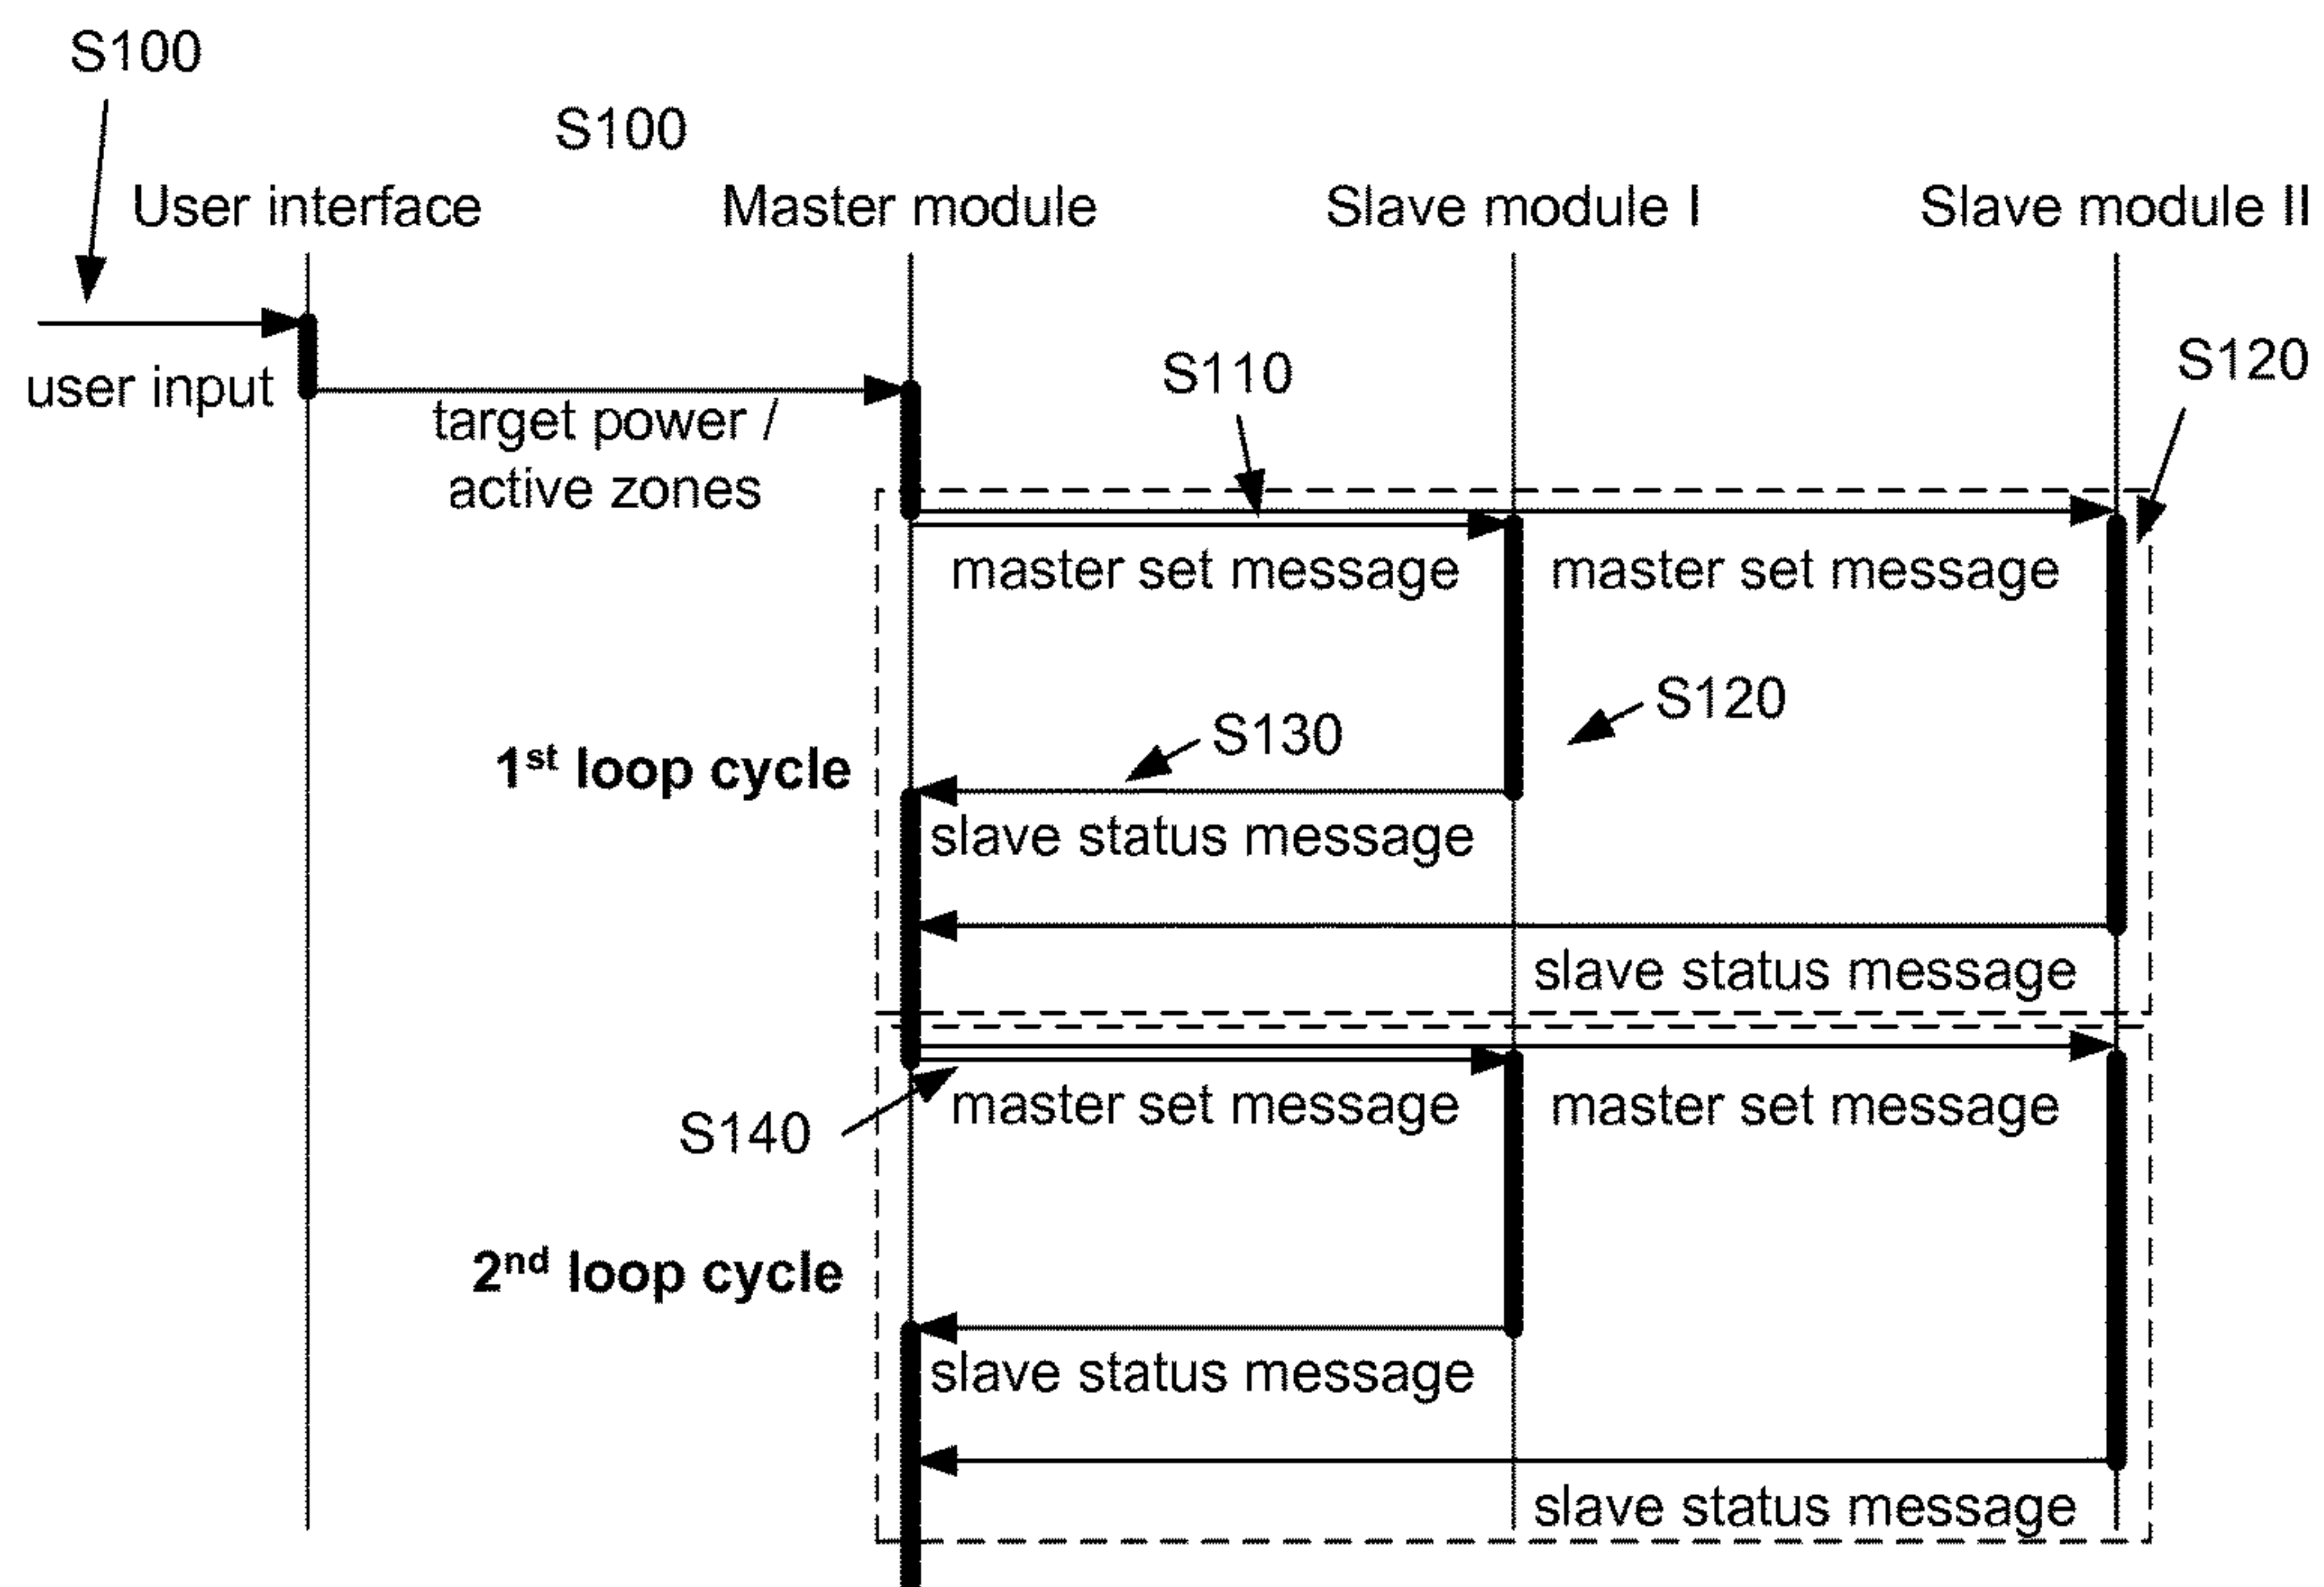 S100
S100
User interface
Master module
Slave module I
Slave module II
user input
target power /
active zones
S110
S120
master set message
master set message
S120
S130
1st loop cycle
slave status message
slave status message
S140
master set message
master set message
2nd loop cycle
slave status message
slave status message